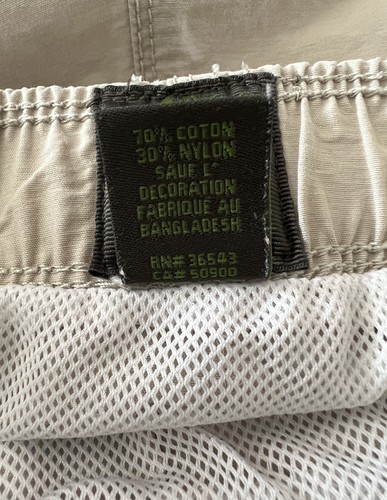 70% COTON
30% NYLON
SAUF L'
DECORATION
FABRIQUE AU
BANGLADESH
RN# 36543
CA# 50900